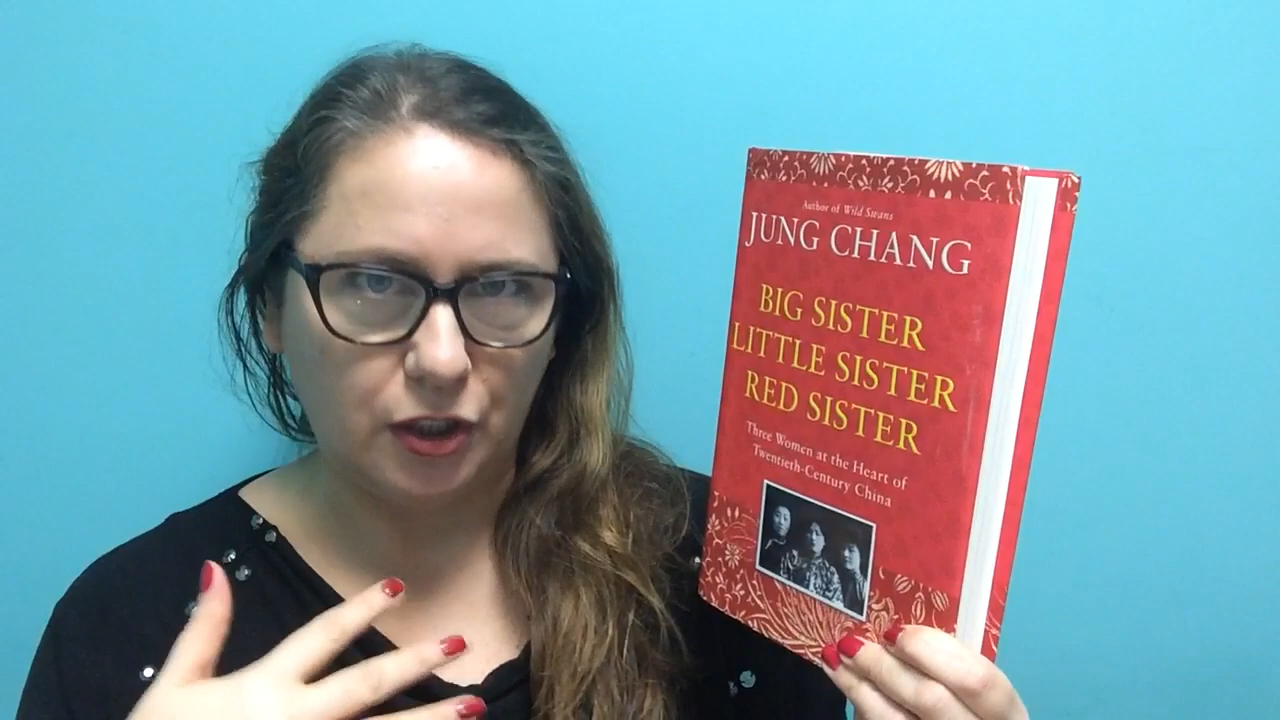 Author of Wild Swans
JUNG CHANG
BIG SISTER
LITTLE SISTER
RED SISTER
Three Women at the Heart of
Twentieth-Century China